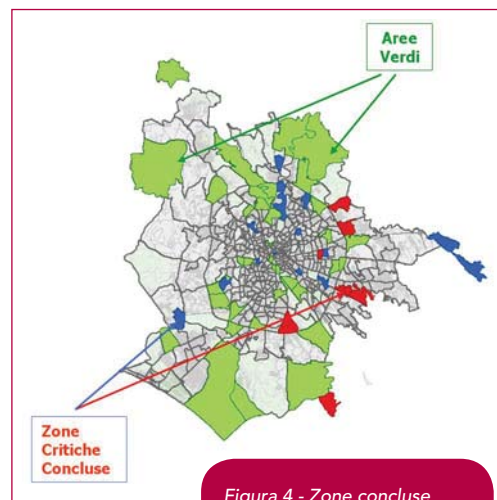 Aree
Verdi
Zone
Critiche
Concluse
Figura 4 - Zone concluse